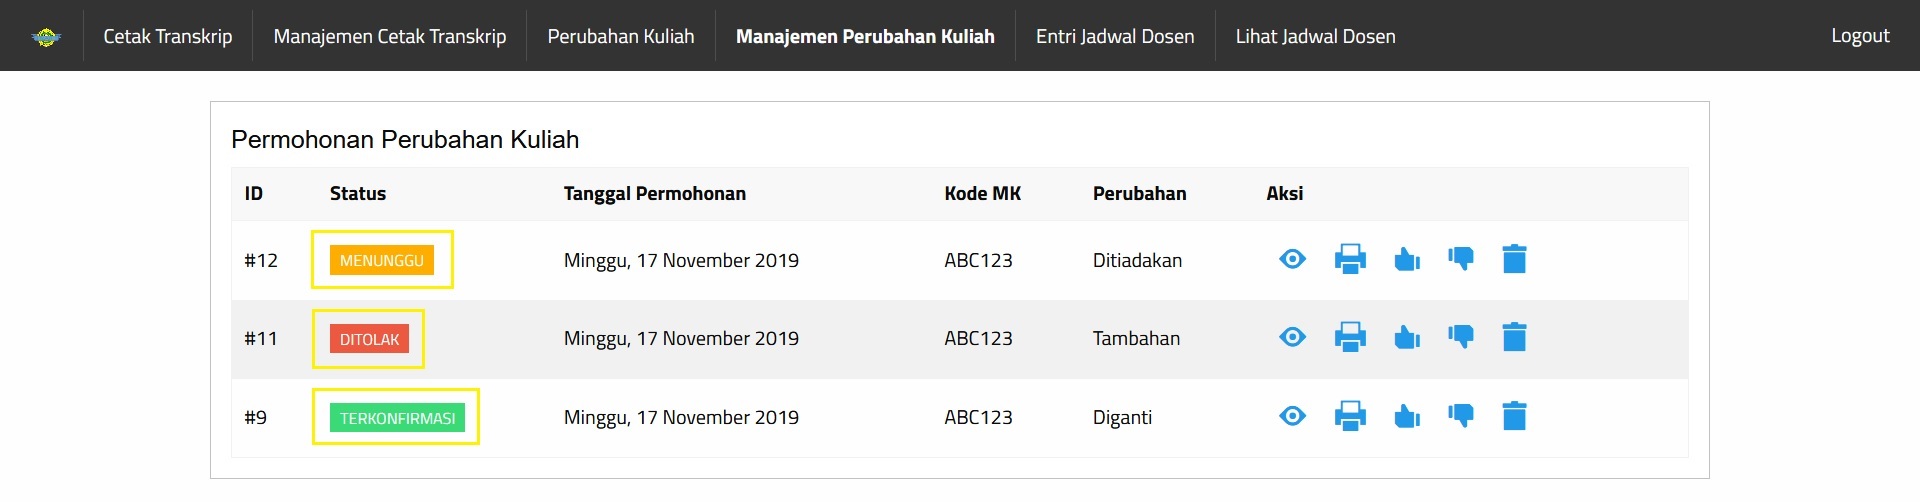 Cetak Transkrip Manajemen Cetak Transkrip Perubahan Kuliah Manajemen Perubahan Kuliah Entri Jadwal Dosen Lihat Jadwal Dosen Logout
Permohonan Perubahan Kuliah
ID Status Tanggal Permohonan Kode MK Perubahan Aksi
#12 MENUNGGU Minggu, 17 November 2019 ABC123 Ditiadakan
#11 DITOLAK Minggu, 17 November 2019 ABC123 Tambahan
#9 TERKONFIRMASI Minggu, 17 November 2019 ABC123 Diganti